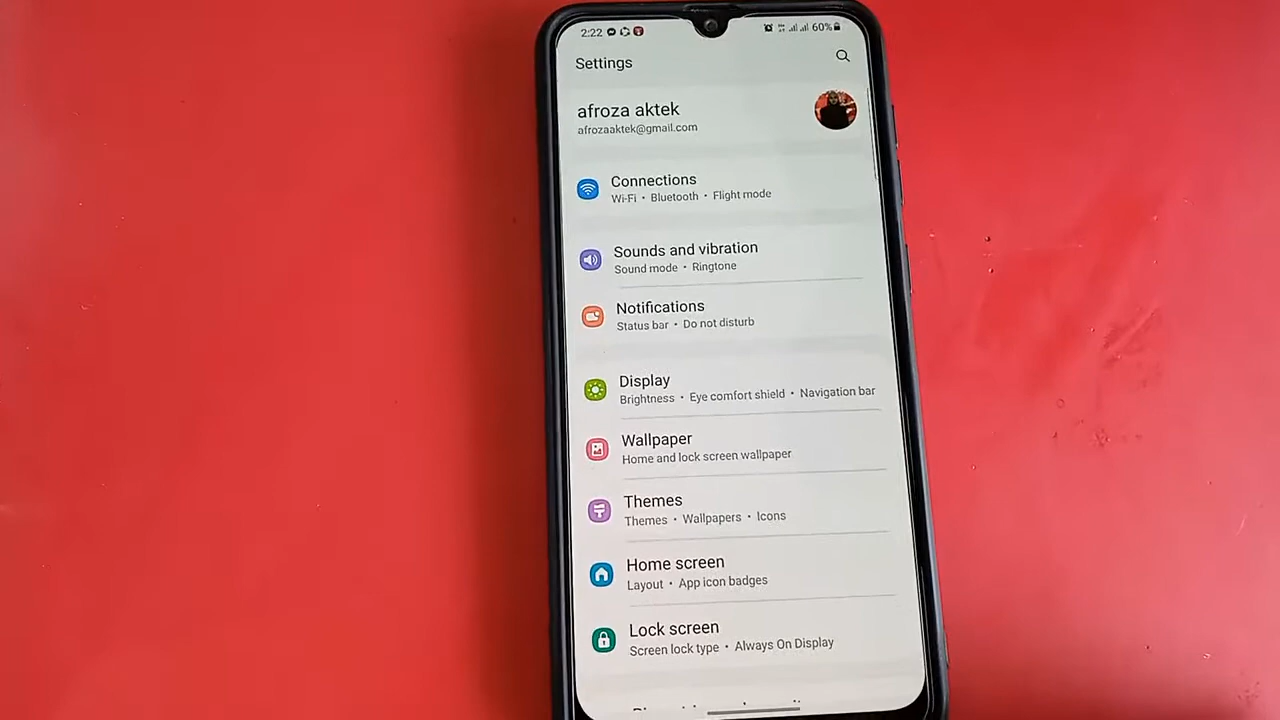 2:22
60%
Settings
afroza aktek
afrozaaktek@gmail.com
Connections
Wi-Fi • Bluetooth • Flight mode
Sounds and vibration
Sound mode • Ringtone
Notifications
Status bar • Do not disturb
Display
Brightness • Eye comfort shield • Navigation bar
Wallpaper
Home and lock screen wallpaper
Themes
Themes • Wallpapers • Icons
Home screen
Layout • App icon badges
Lock screen
Screen lock type • Always On Display